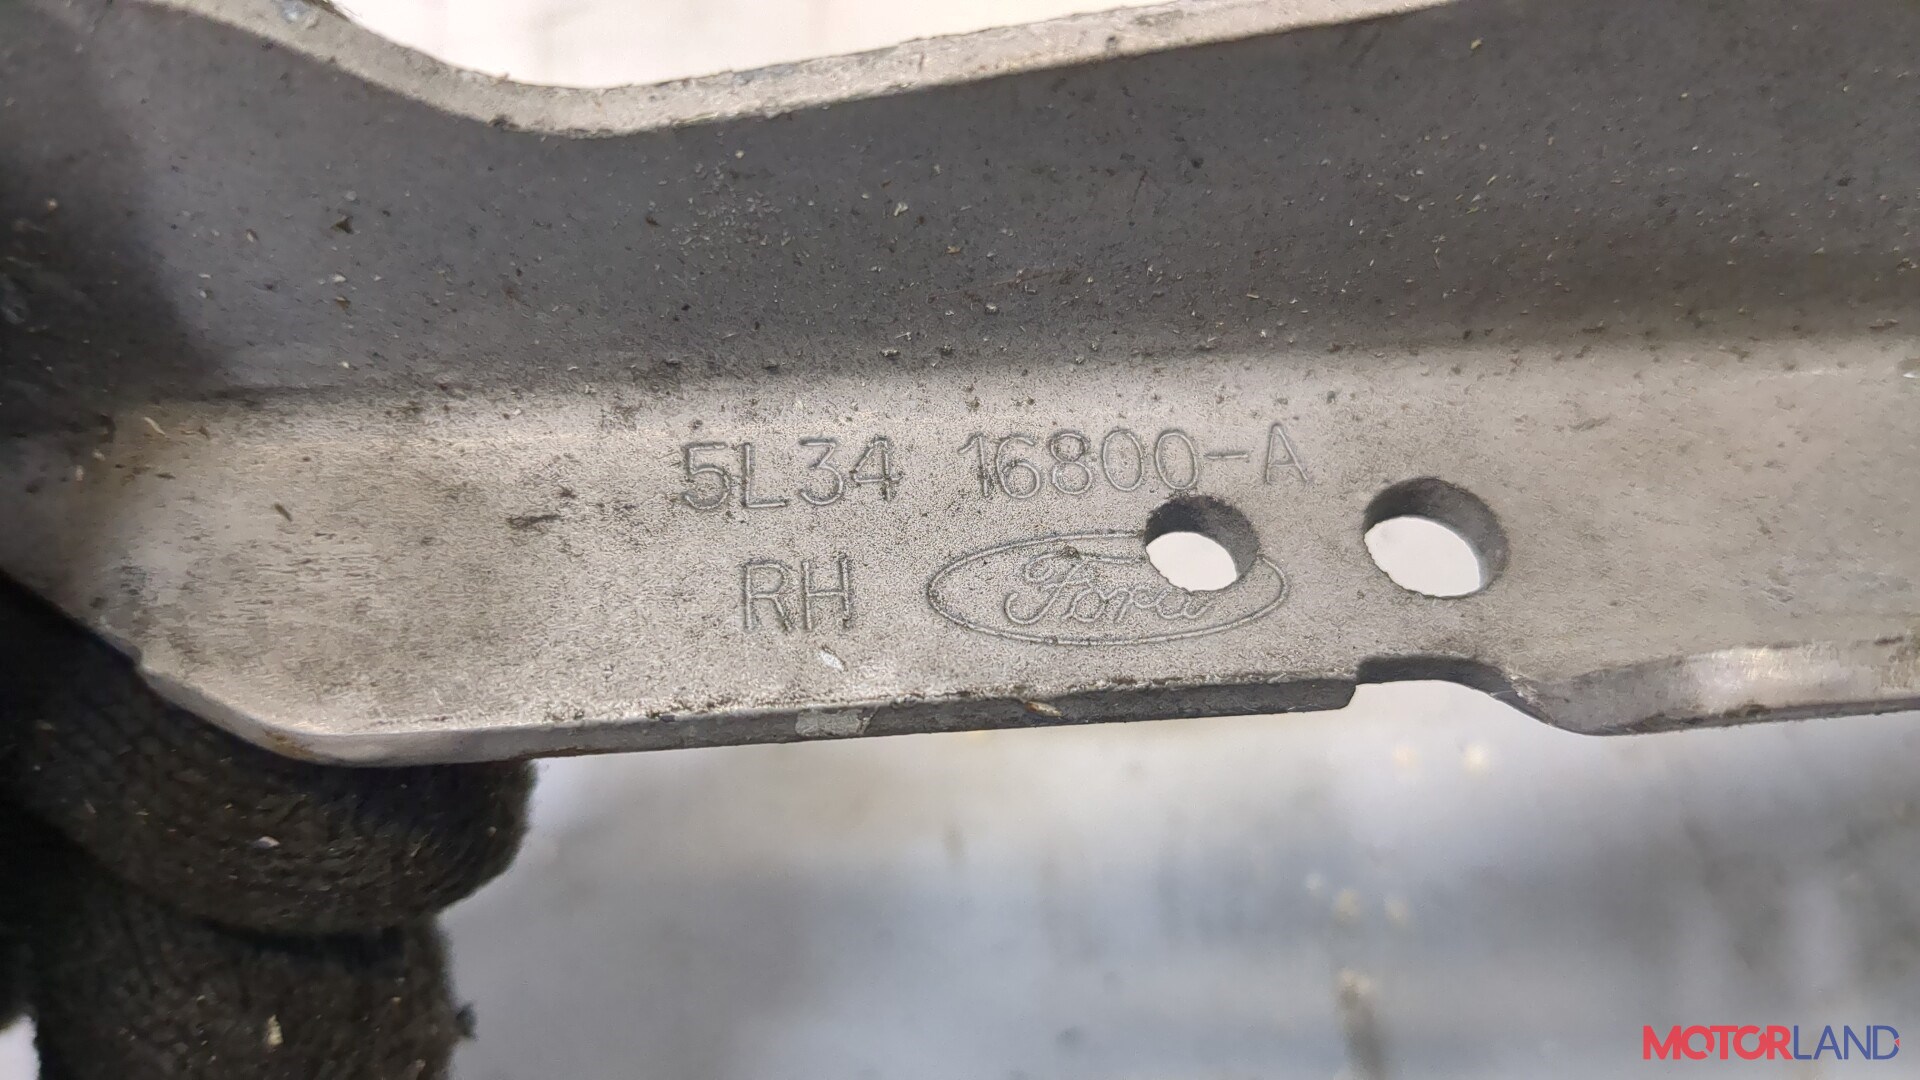 5L34 16800-A
RH Ford
MOTORLAND